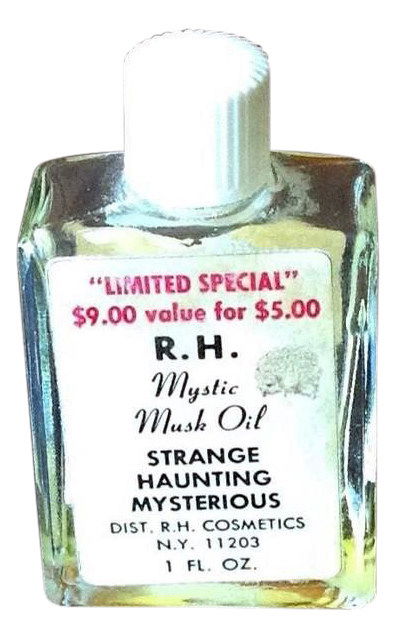 "LIMITED SPECIAL"
$9.00 value for $5.00
R.H.
Mystic
Musk Oil
STRANGE
HAUNTING
MYSTERIOUS
DIST. R.H. COSMETICS
N.Y. 11203
1 FL. OZ.